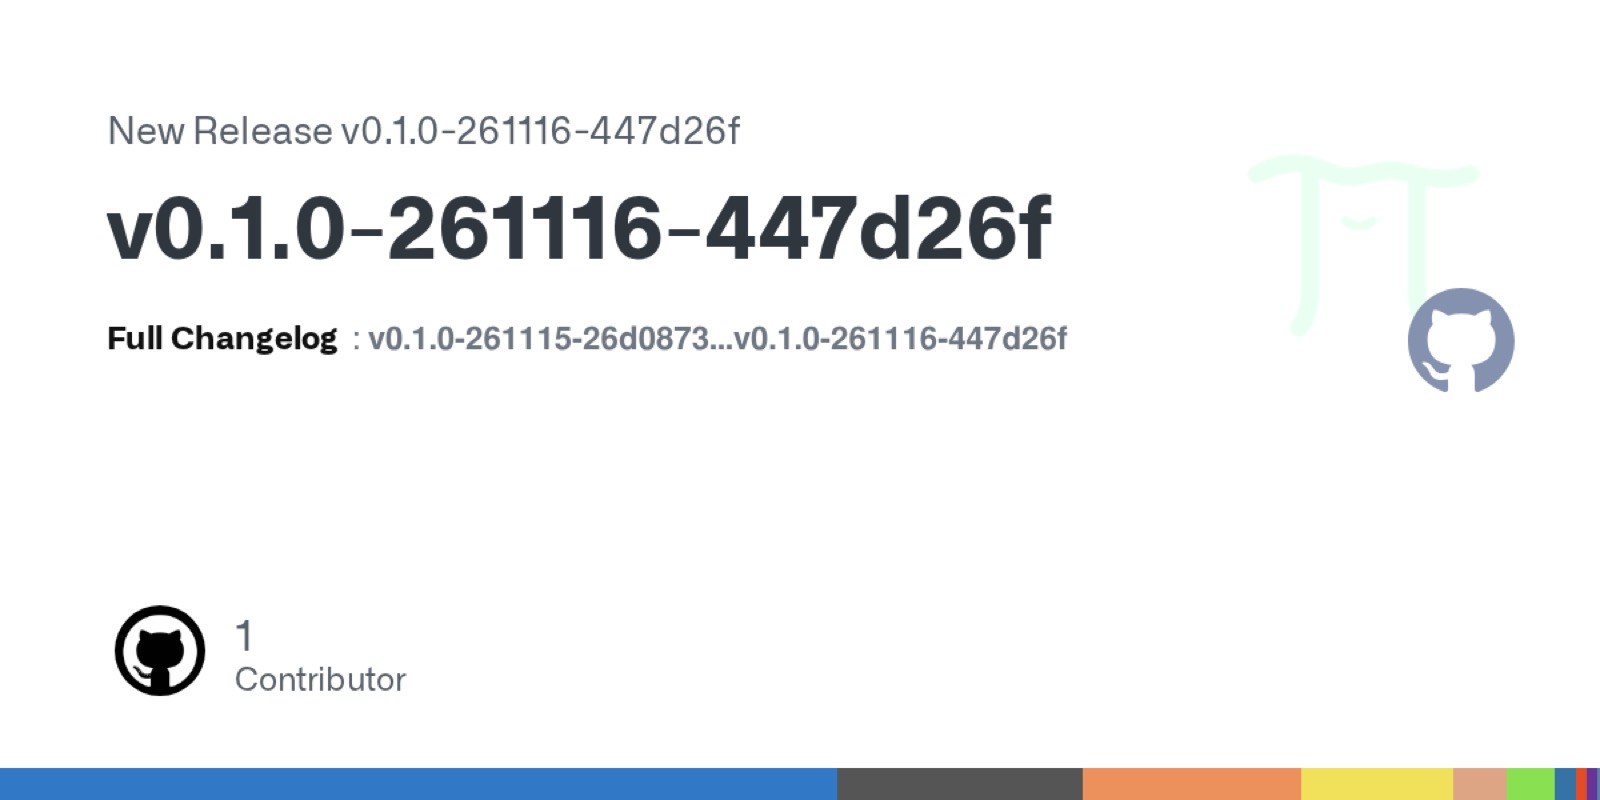 New Release v0.1.0-261116-447d26f
v0.1.0-261116-447d26f
Full Changelog : v0.1.0-261115-26d0873...v0.1.0-261116-447d26f
1
Contributor